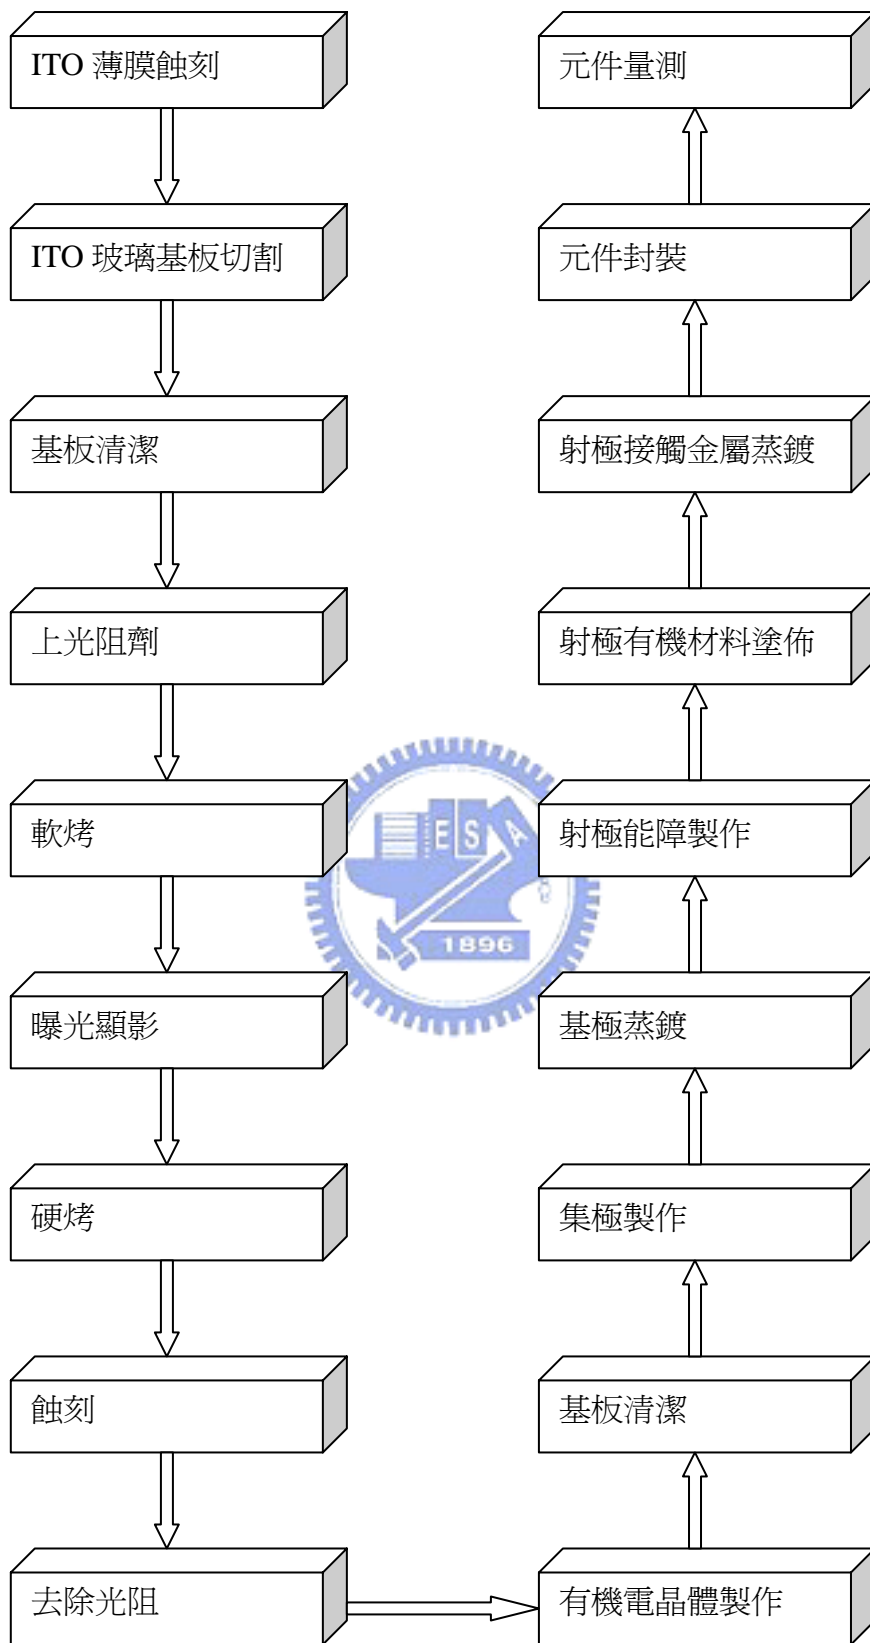 ITO 薄膜蝕刻
ITO 玻璃基板切割
基板清潔
上光阻劑
軟烤
曝光顯影
硬烤
蝕刻
去除光阻
有機電晶體製作
基板清潔
集極製作
基極蒸鍍
射極能障製作
射極有機材料塗佈
射極接觸金屬蒸鍍
元件封裝
元件量測
E S A
1896